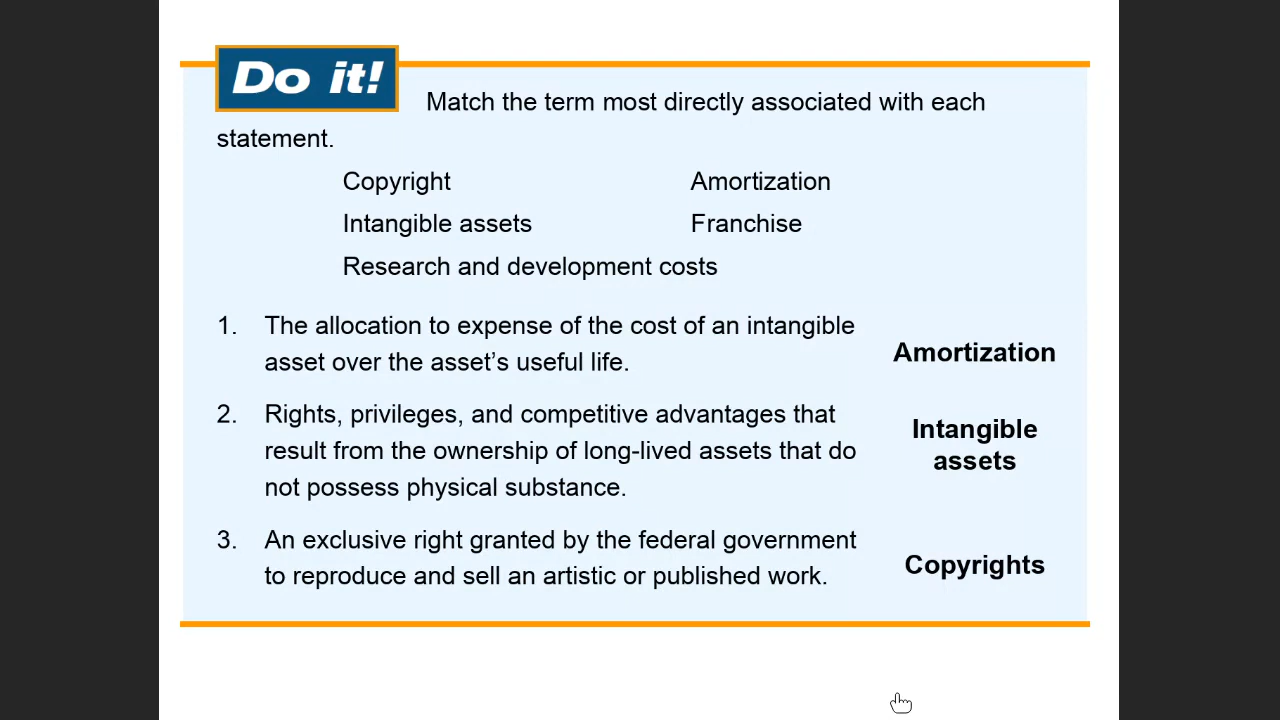 Do it!
Match the term most directly associated with each
statement.
Copyright Amortization
Intangible assets Franchise
Research and development costs
1. The allocation to expense of the cost of an intangible
asset over the asset’s useful life.
Amortization
2. Rights, privileges, and competitive advantages that
result from the ownership of long-lived assets that do
not possess physical substance.
Intangible
assets
3. An exclusive right granted by the federal government
to reproduce and sell an artistic or published work.
Copyrights